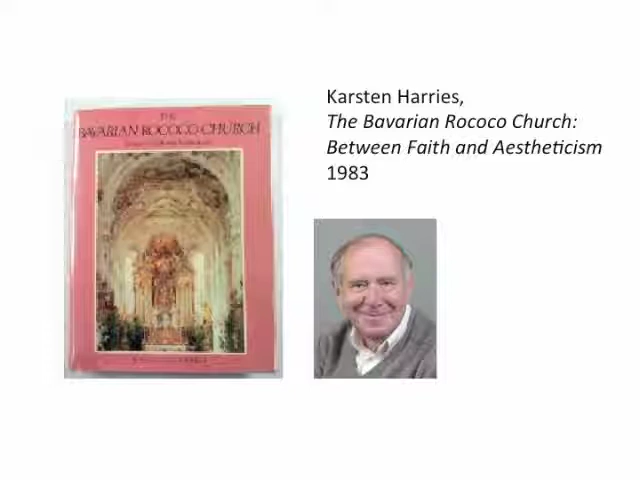 THE
BAVARIAN ROCOCO CHURCH
Karsten Harries,
The Bavarian Rococo Church:
Between Faith and Aestheticism
1983